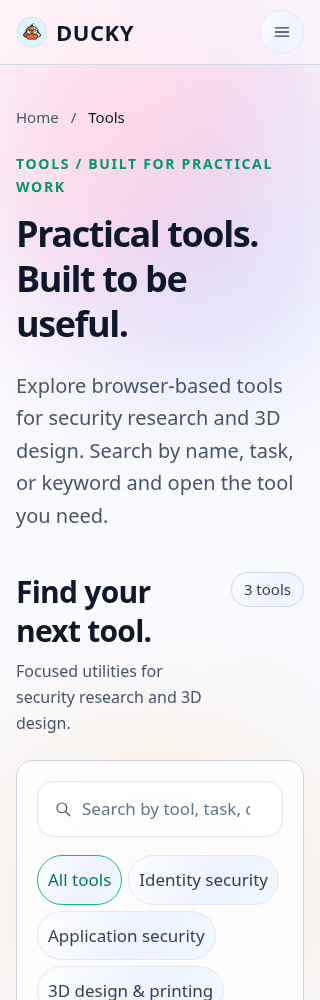 DUCKY
Home / Tools
TOOLS / BUILT FOR PRACTICAL
WORK
Practical tools.
Built to be
useful.
Explore browser-based tools
for security research and 3D
design. Search by name, task,
or keyword and open the tool
you need.
Find your
next tool.
3 tools
Focused utilities for
security research and 3D
design.
Search by tool, task,
All tools
Identity security
Application security
3D design & printing